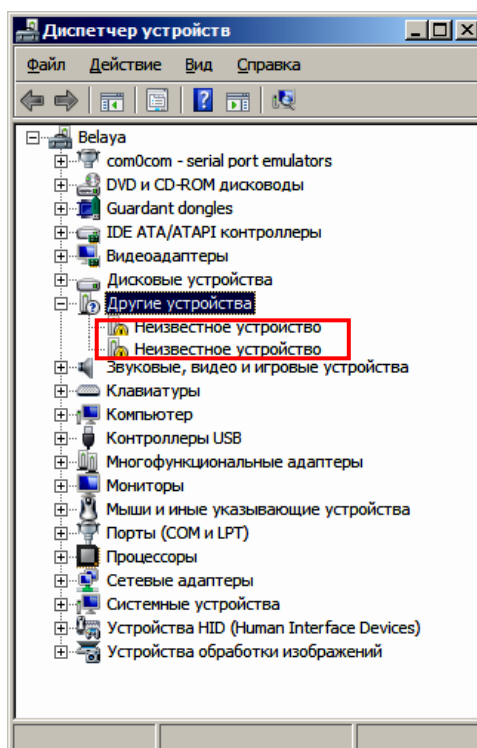 Диспетчер устройств
Файл Действие Вид Справка
Belaya
com0com - serial port emulators
DVD и CD-ROM дисководы
Guardant dongles
IDE ATA/ATAPI контроллеры
Видеоадаптеры
Дисковые устройства
Другие устройства
Неизвестное устройство
Неизвестное устройство
Звуковые, видео и игровые устройства
Клавиатуры
Компьютер
Контроллеры USB
Многофункциональные адаптеры
Мониторы
Мыши и иные указывающие устройства
Порты (COM и LPT)
Процессоры
Сетевые адаптеры
Системные устройства
Устройства HID (Human Interface Devices)
Устройства обработки изображений